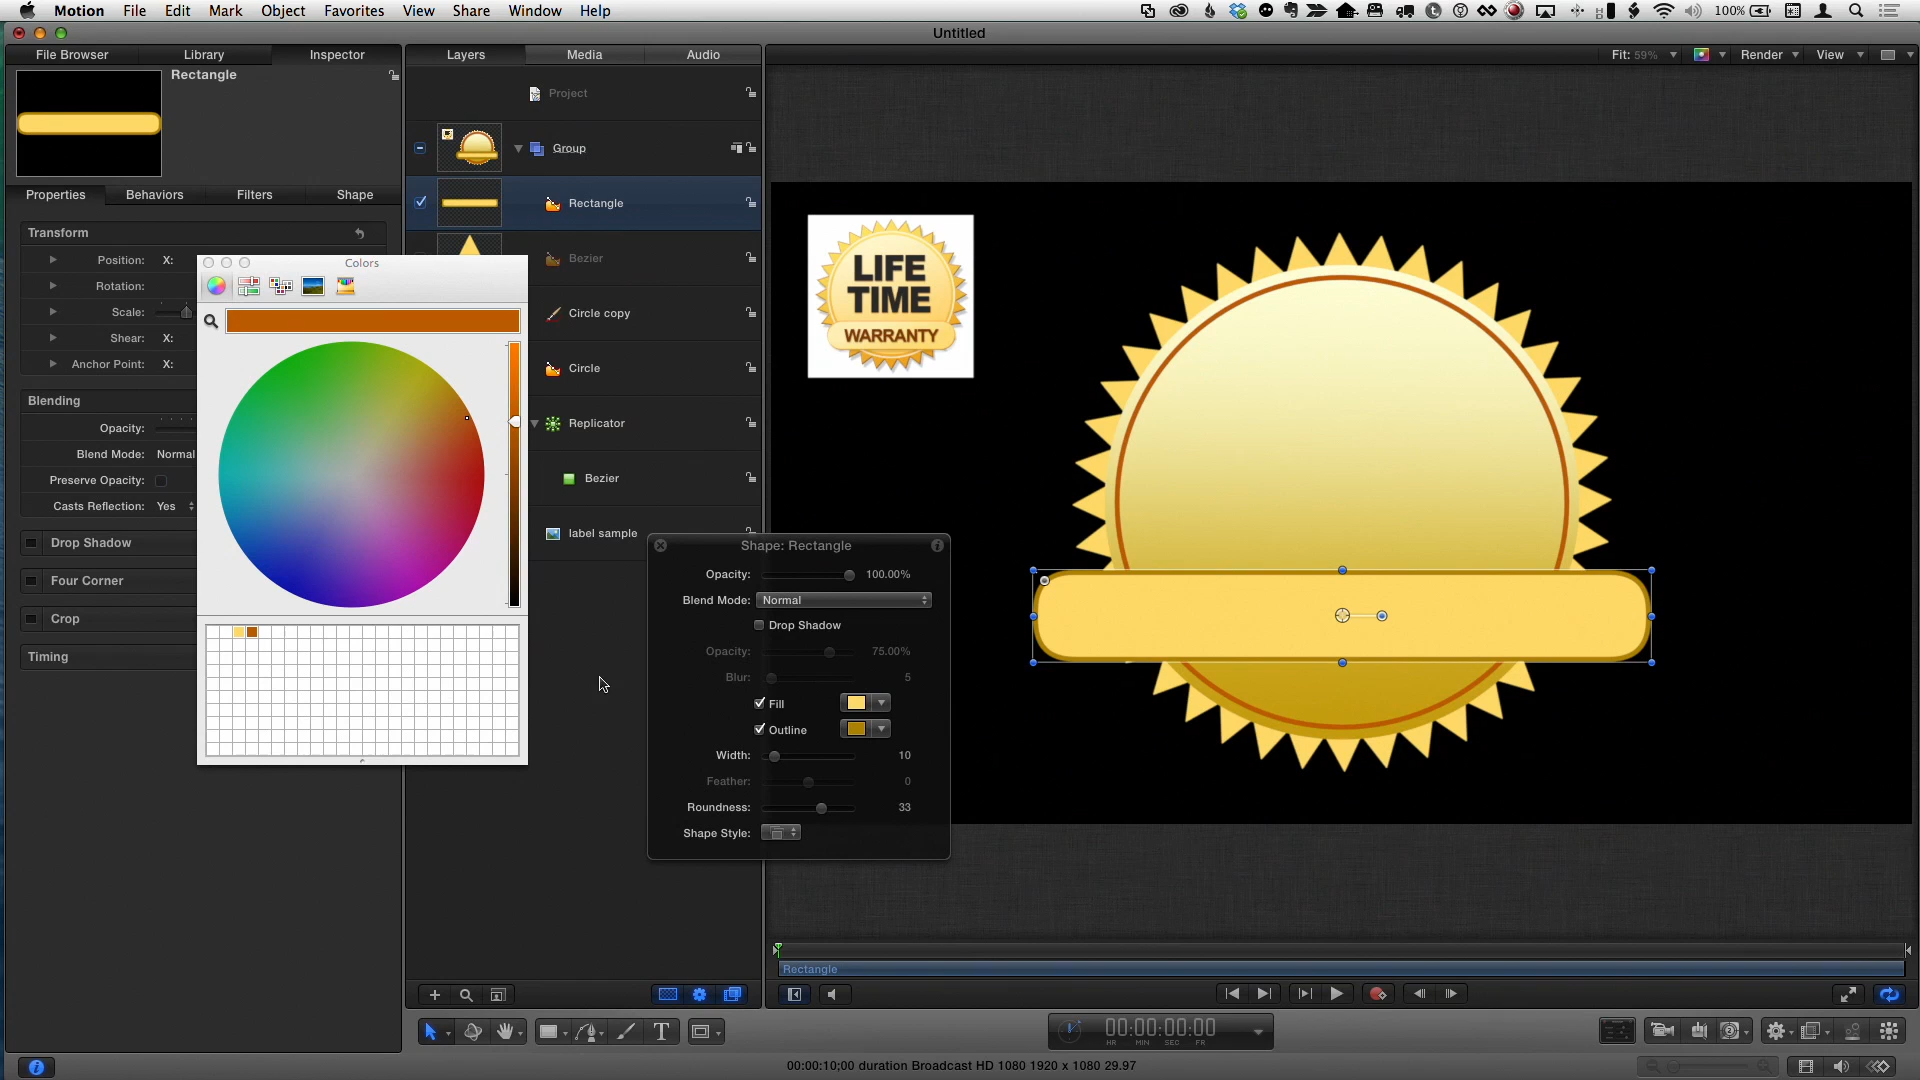 Motion File Edit Mark Object Favorites View Share Window Help 100%
Untitled
File Browser Library Inspector Layers Media Audio Fit: 59% Render View
Rectangle
Project
Group
Properties Behaviors Filters Shape
Rectangle
Transform
Position: X:
Rotation:
Scale:
Shear: X:
Anchor Point: X:
Blending
Opacity:
Blend Mode: Normal
Preserve Opacity:
Casts Reflection: Yes
Drop Shadow
Four Corner
Crop
Timing
Colors
Bezier
Circle copy
Circle
Replicator
Bezier
label sample
LIFE
TIME
WARRANTY
Shape: Rectangle
Opacity: 100.00%
Blend Mode: Normal
Drop Shadow
Opacity: 75.00%
Blur: 5
Fill
Outline
Width: 10
Feather: 0
Roundness: 33
Shape Style:
Rectangle
T
00:00:00:00
HR MIN SEC FR
00:00:10;00 duration Broadcast HD 1080 1920 x 1080 29.97